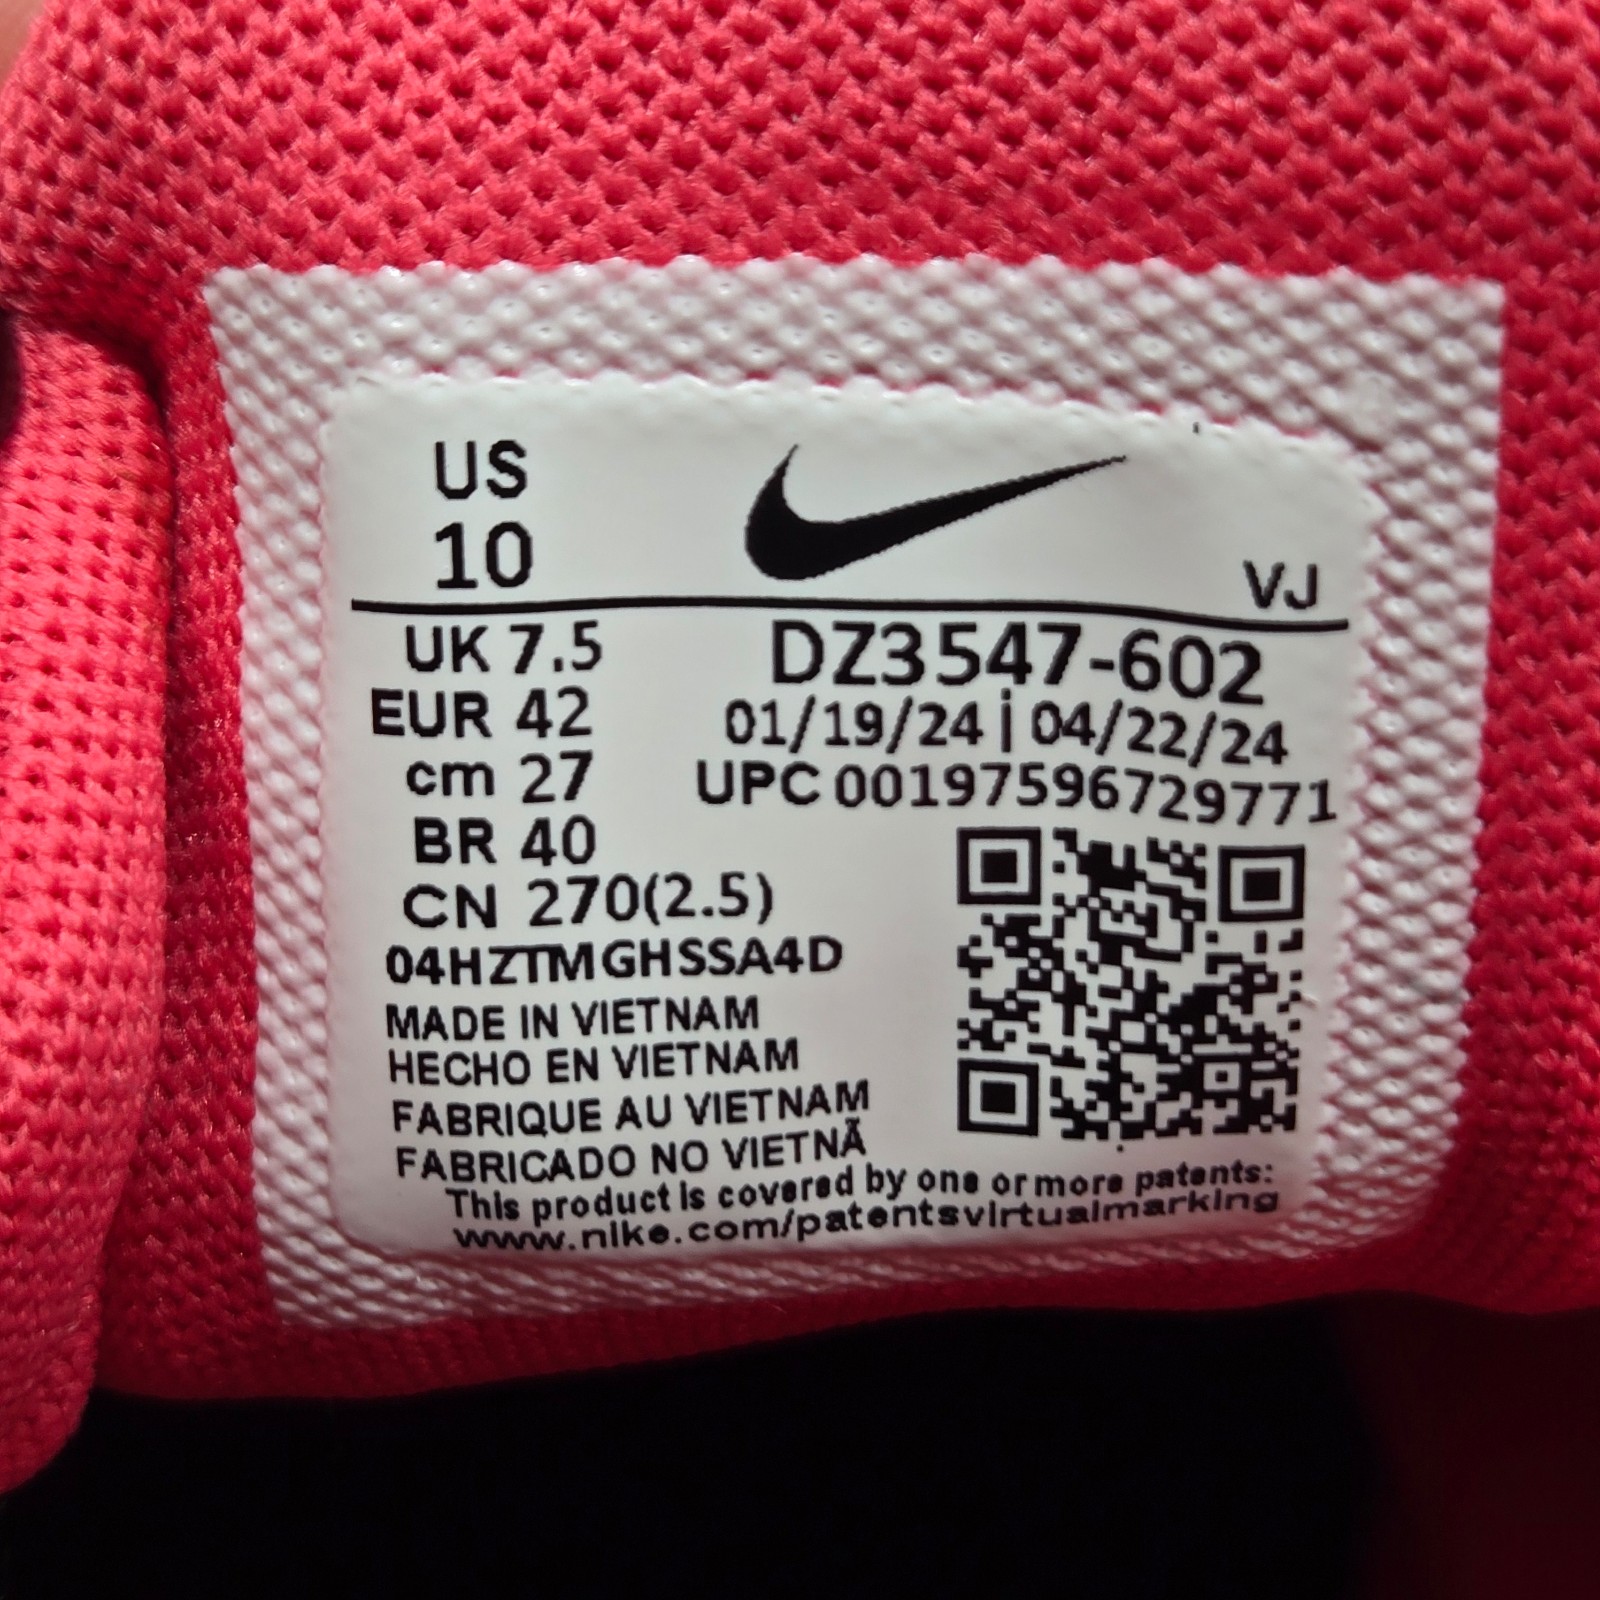 US
10
VJ
UK 7.5
DZ3547-602
EUR 42
01/19/24 | 04/22/24
cm 27
UPC 00197596729771
BR 40
CN 270(2.5)
04HZTMGHSSA4D
MADE IN VIETNAM
HECHO EN VIETNAM
FABRIQUE AU VIETNAM
FABRICADO NO VIETNÃ
This product is covered by one or more patents:
www.nike.com/patentsvirtualmarking